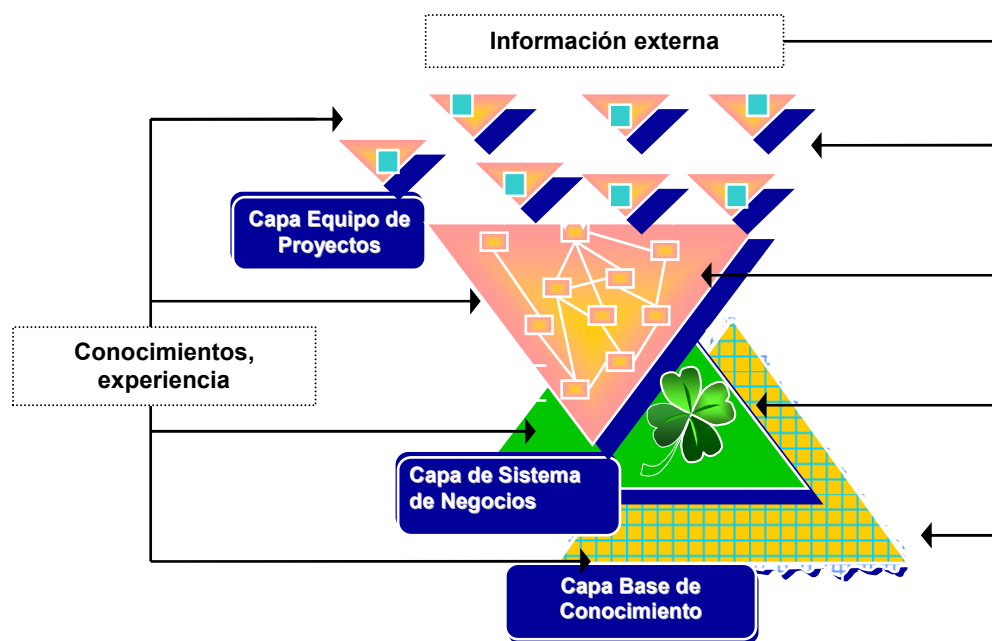 Información externa
Capa Equipo de
Proyectos
Conocimientos,
experiencia
Capa de Sistema
de Negocios
Capa Base de
Conocimiento